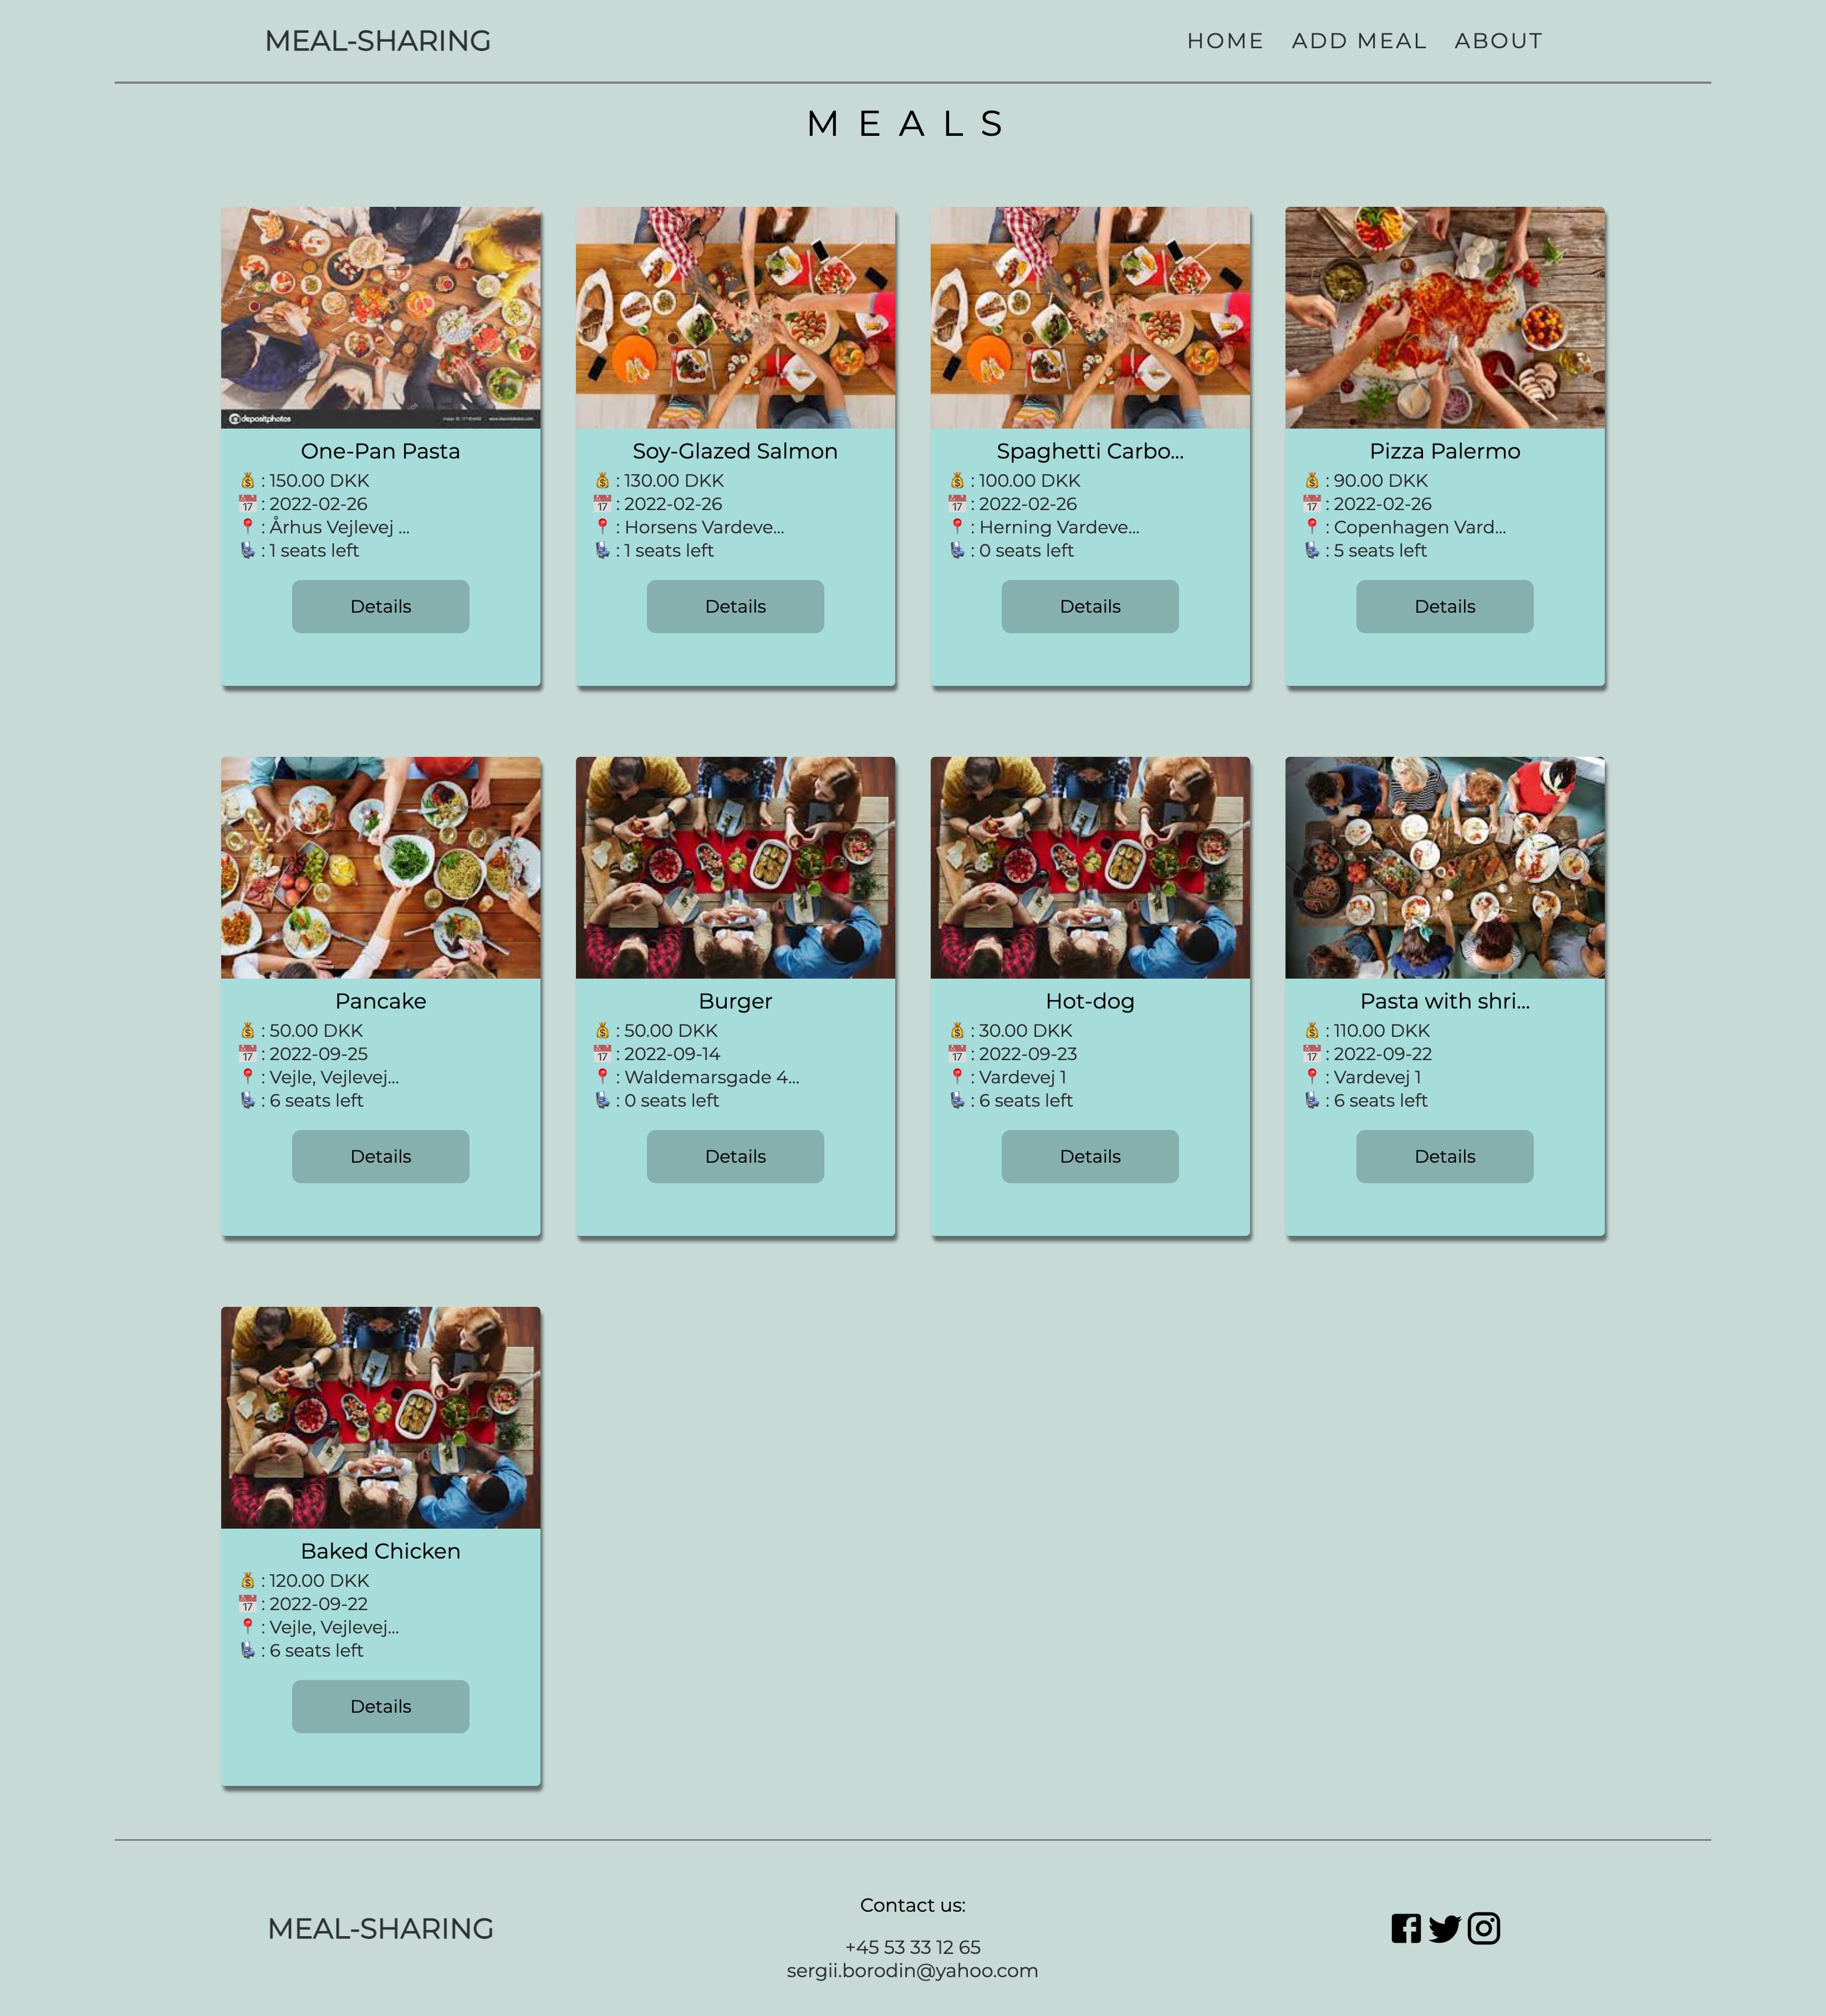 MEAL-SHARING
HOME ADD MEAL ABOUT
MEALS
depositphotos
One-Pan Pasta
: 150.00 DKK
: 2022-02-26
: Århus Vejlevej ...
: 1 seats left
Details
Soy-Glazed Salmon
: 130.00 DKK
: 2022-02-26
: Horsens Vardeve...
: 1 seats left
Details
Spaghetti Carbo...
: 100.00 DKK
: 2022-02-26
: Herning Vardeve...
: 0 seats left
Details
Pizza Palermo
: 90.00 DKK
: 2022-02-26
: Copenhagen Vard...
: 5 seats left
Details
Pancake
: 50.00 DKK
: 2022-09-25
: Vejle, Vejlevej...
: 6 seats left
Details
Burger
: 50.00 DKK
: 2022-09-14
: Waldemarsgade 4...
: 0 seats left
Details
Hot-dog
: 30.00 DKK
: 2022-09-23
: Vardevej 1
: 6 seats left
Details
Pasta with shri...
: 110.00 DKK
: 2022-09-22
: Vardevej 1
: 6 seats left
Details
Baked Chicken
: 120.00 DKK
: 2022-09-22
: Vejle, Vejlevej...
: 6 seats left
Details
MEAL-SHARING
Contact us:
+45 53 33 12 65
sergii.borodin@yahoo.com